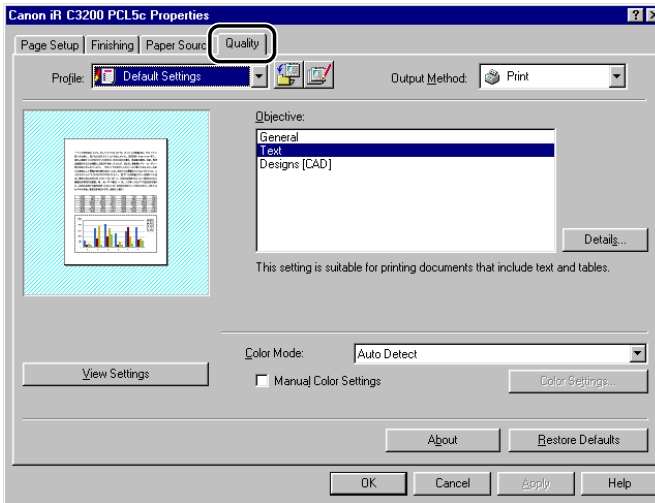 Canon iR C3200 PCL5c Properties
Page Setup Finishing Paper Sourc Quality
Profile: Default Settings Output Method: Print
Objective:
General
Text
Designs [CAD]
Details...
This setting is suitable for printing documents that include text and tables.
View Settings
Color Mode: Auto Detect
Manual Color Settings Color Settings...
About Restore Defaults
OK Cancel Apply Help